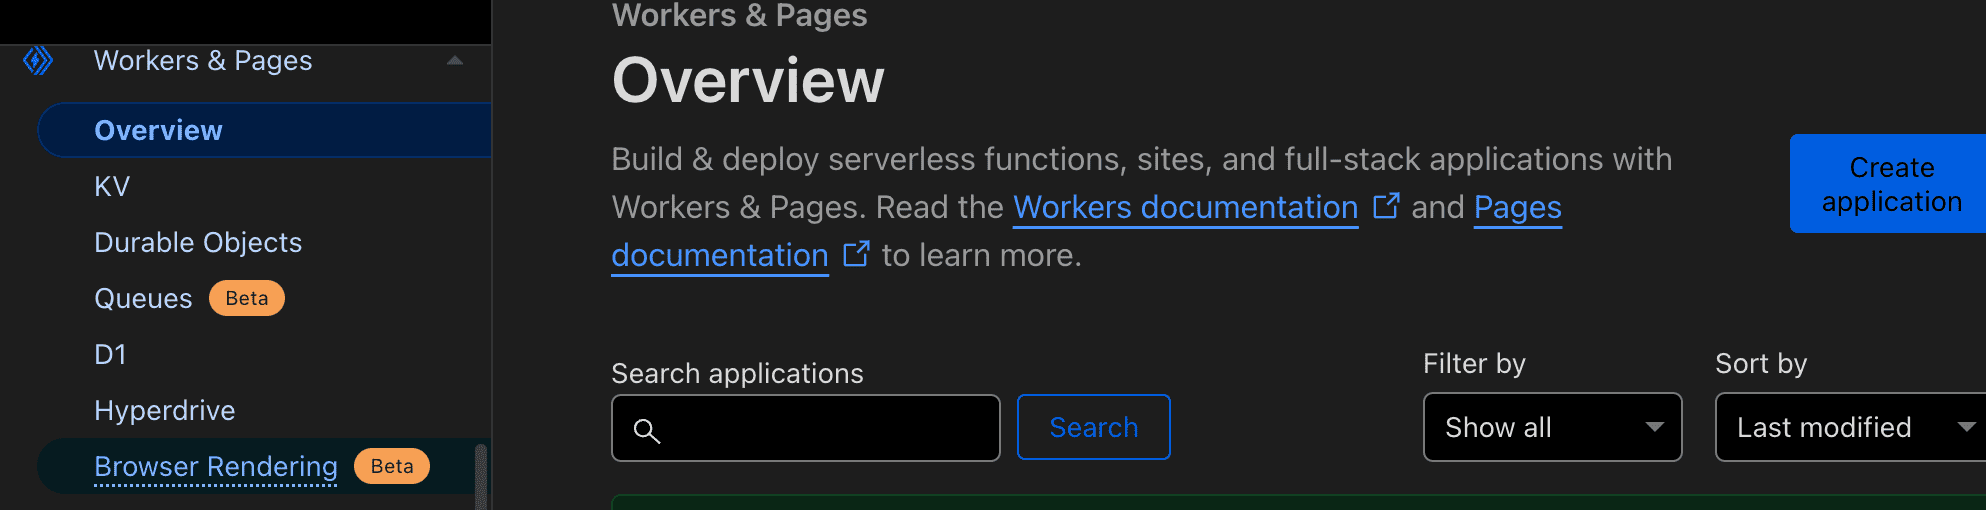 Workers & Pages
Overview
KV
Durable Objects
Queues Beta
D1
Hyperdrive
Browser Rendering Beta
Workers & Pages
Overview
Build & deploy serverless functions, sites, and full-stack applications with
Workers & Pages. Read the Workers documentation and Pages
documentation to learn more.
Create
application
Search applications
Search
Filter by
Show all
Sort by
Last modified